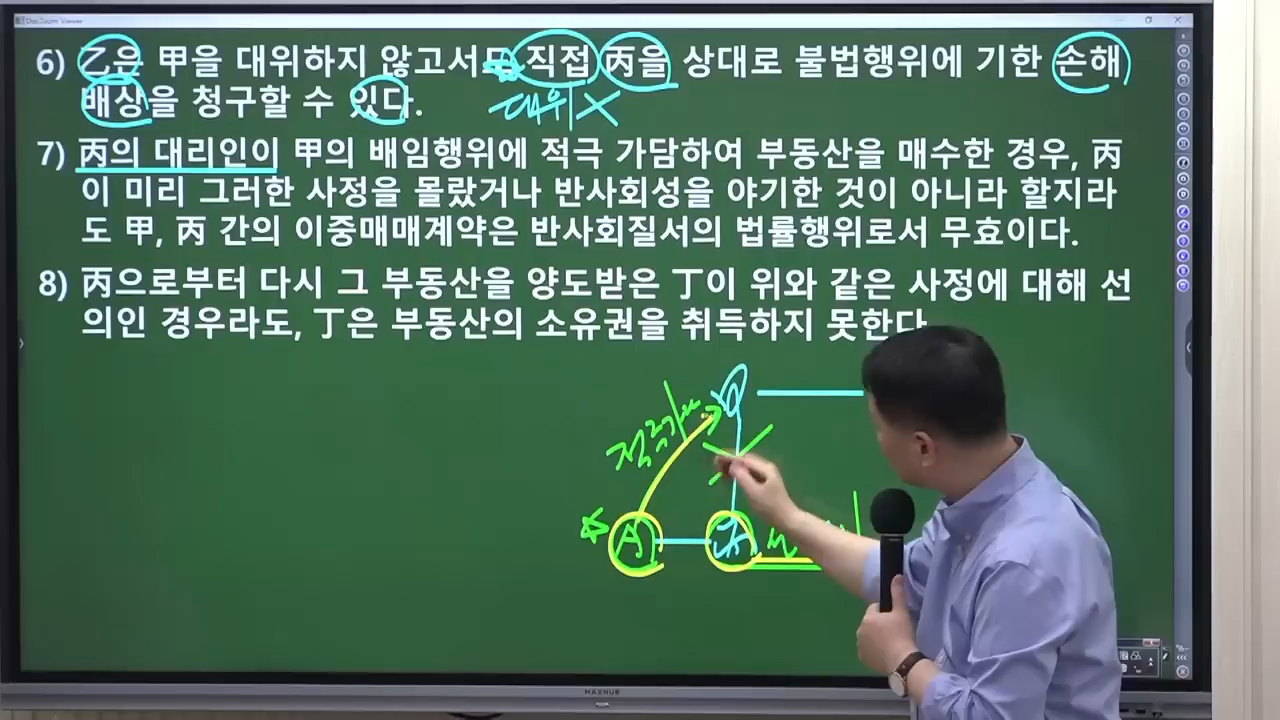 DocZoom Viewer
6) 乙은 甲을 대위하지 않고서도 직접 丙을 상대로 불법행위에 기한 손해
배상을 청구할 수 있다.
대위X
7) 丙의 대리인이 甲의 배임행위에 적극 가담하여 부동산을 매수한 경우, 丙
이 미리 그러한 사정을 몰랐거나 반사회성을 야기한 것이 아니라 할지라
도 甲, 丙 간의 이중매매계약은 반사회질서의 법률행위로서 무효이다.
8) 丙으로부터 다시 그 부동산을 양도받은 丁이 위와 같은 사정에 대해 선
의인 경우라도, 丁은 부동산의 소유권을 취득하지 못한다
MAXHUB